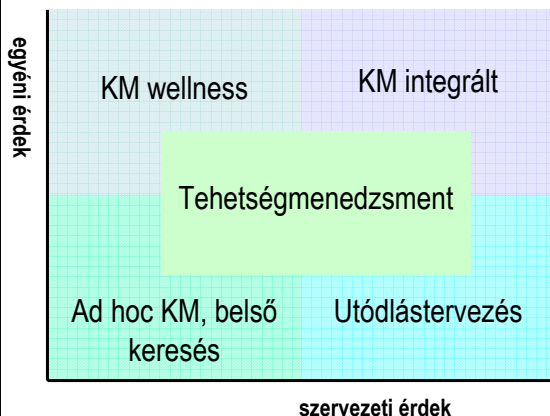 egyéni érdek
KM wellness
KM integrált
Tehetségmenedzsment
Ad hoc KM, belső
keresés
Utódlástervezés
szervezeti érdek